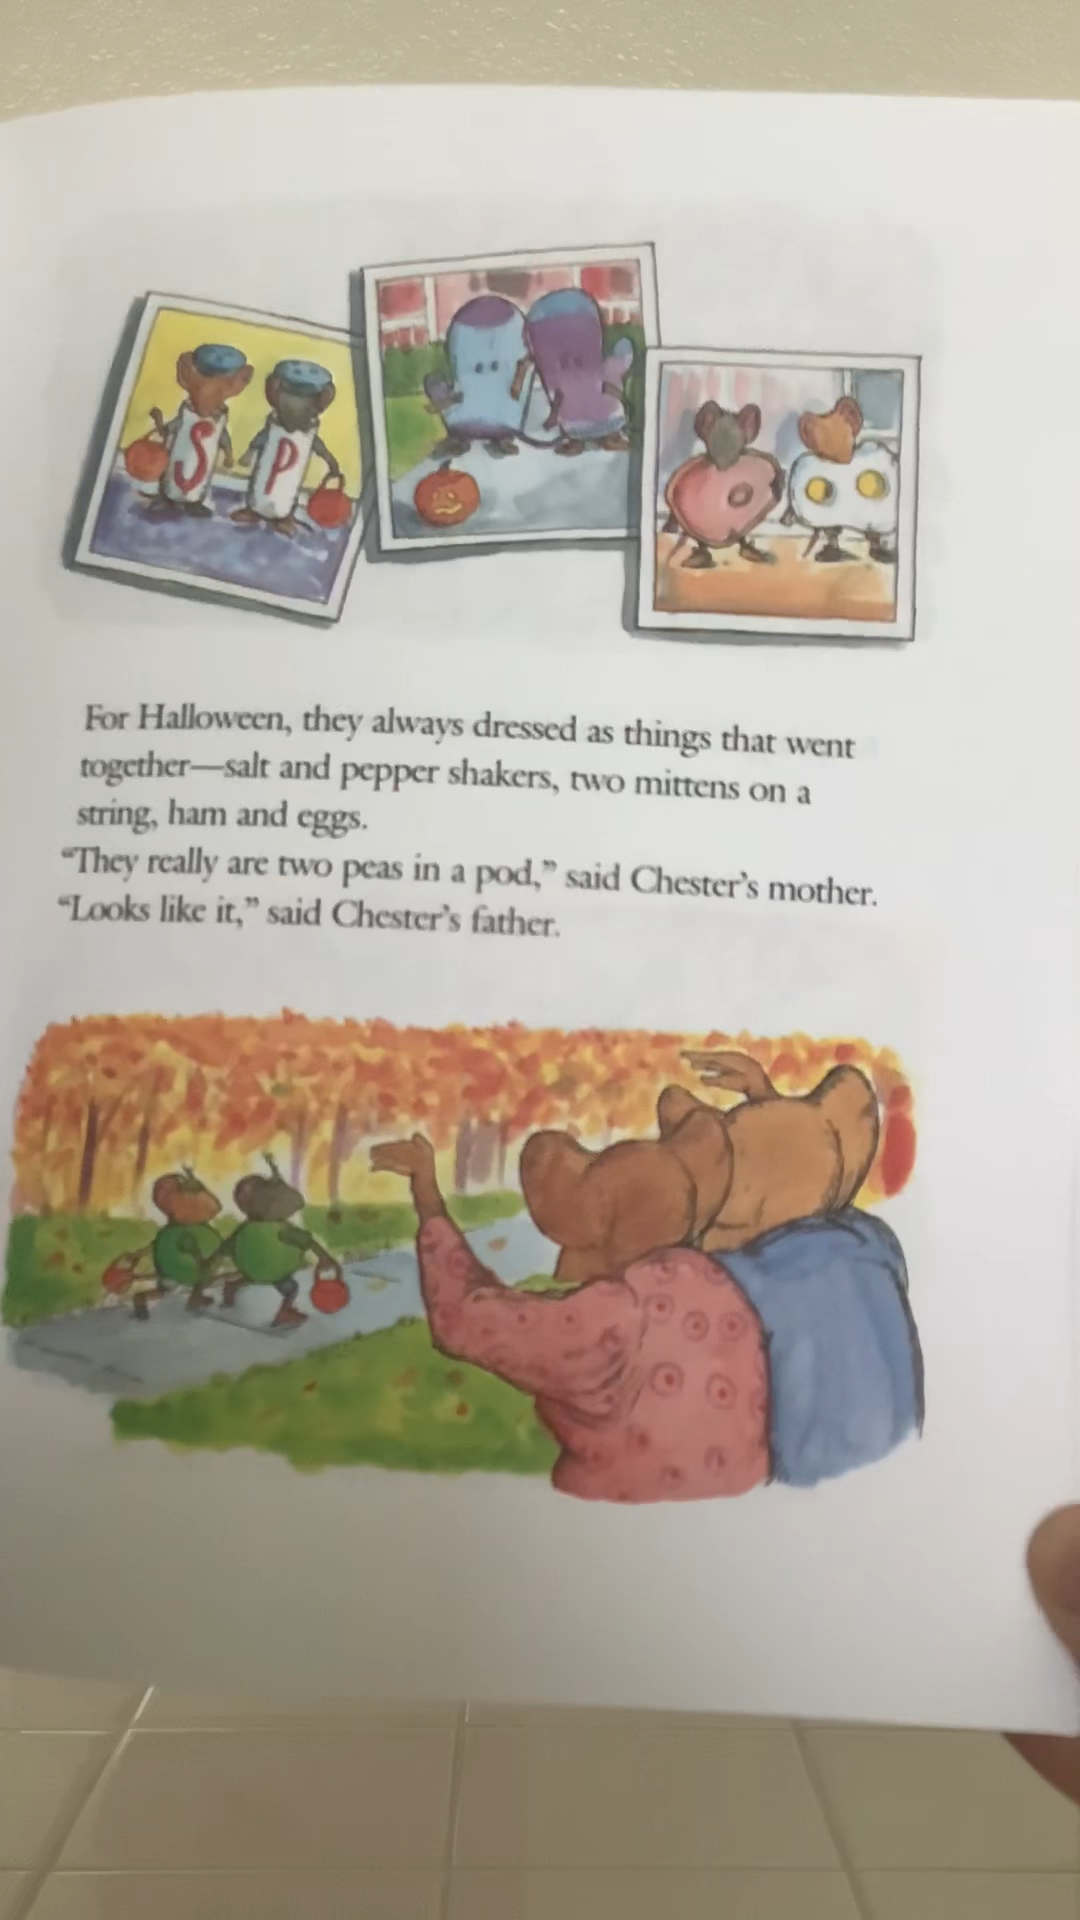 S
P
For Halloween, they always dressed as things that went
together—salt and pepper shakers, two mittens on a
string, ham and eggs.
“They really are two peas in a pod,” said Chester’s mother.
“Looks like it,” said Chester’s father.